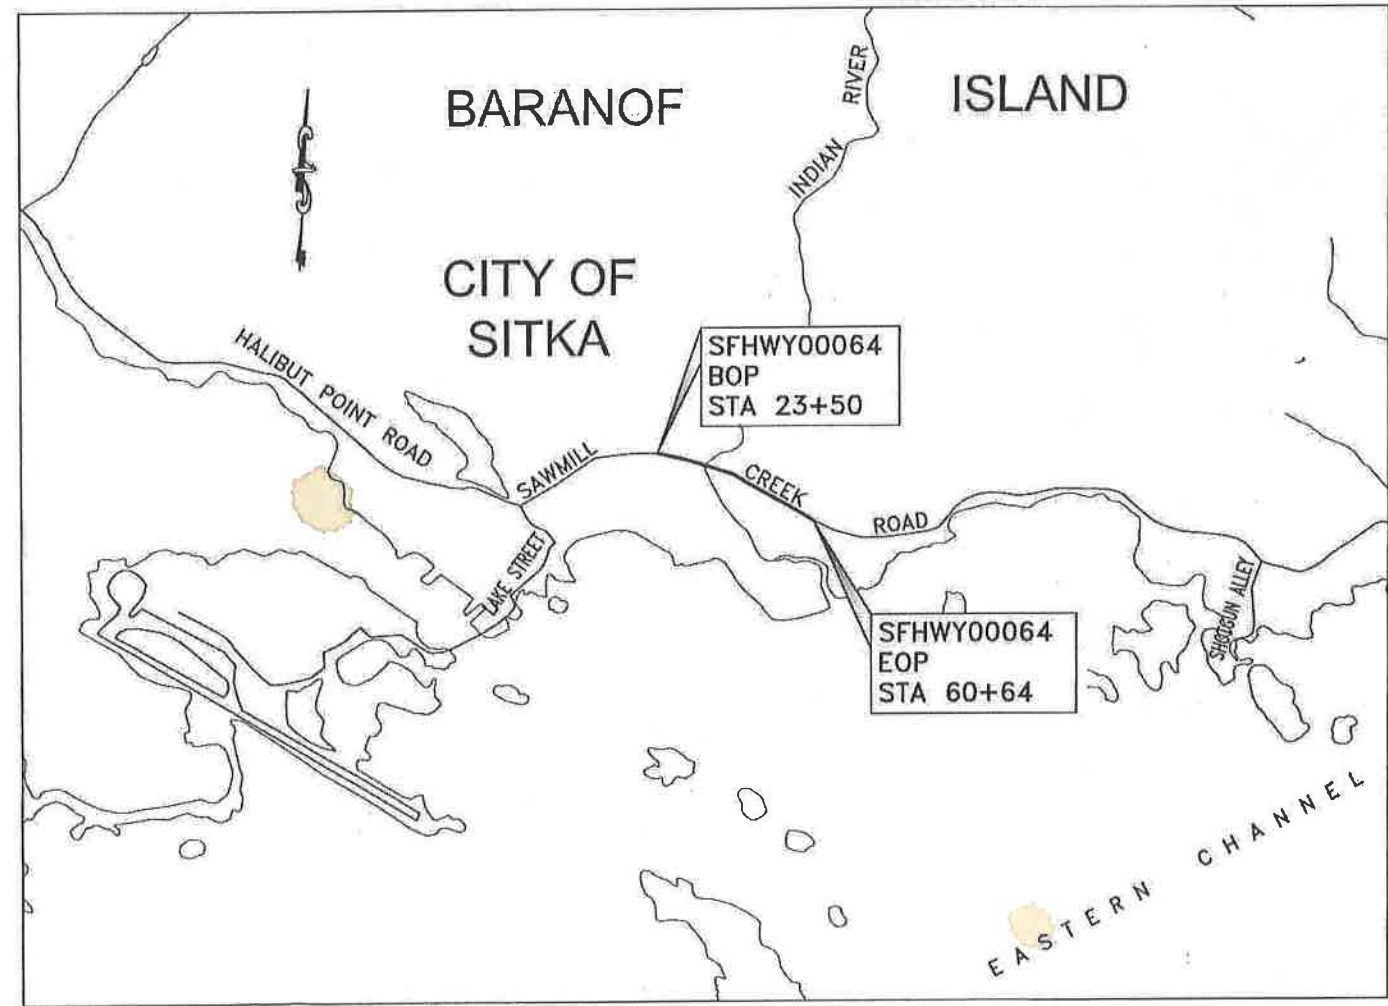 BARANOF
ISLAND
INDIAN RIVER
CITY OF
SITKA
SFHWY00064
BOP
STA 23+50
HALIBUT POINT ROAD
SAWMILL CREEK ROAD
LAKE STREET
SHOTGUN ALLEY
SFHWY00064
EOP
STA 60+64
EASTERN CHANNEL